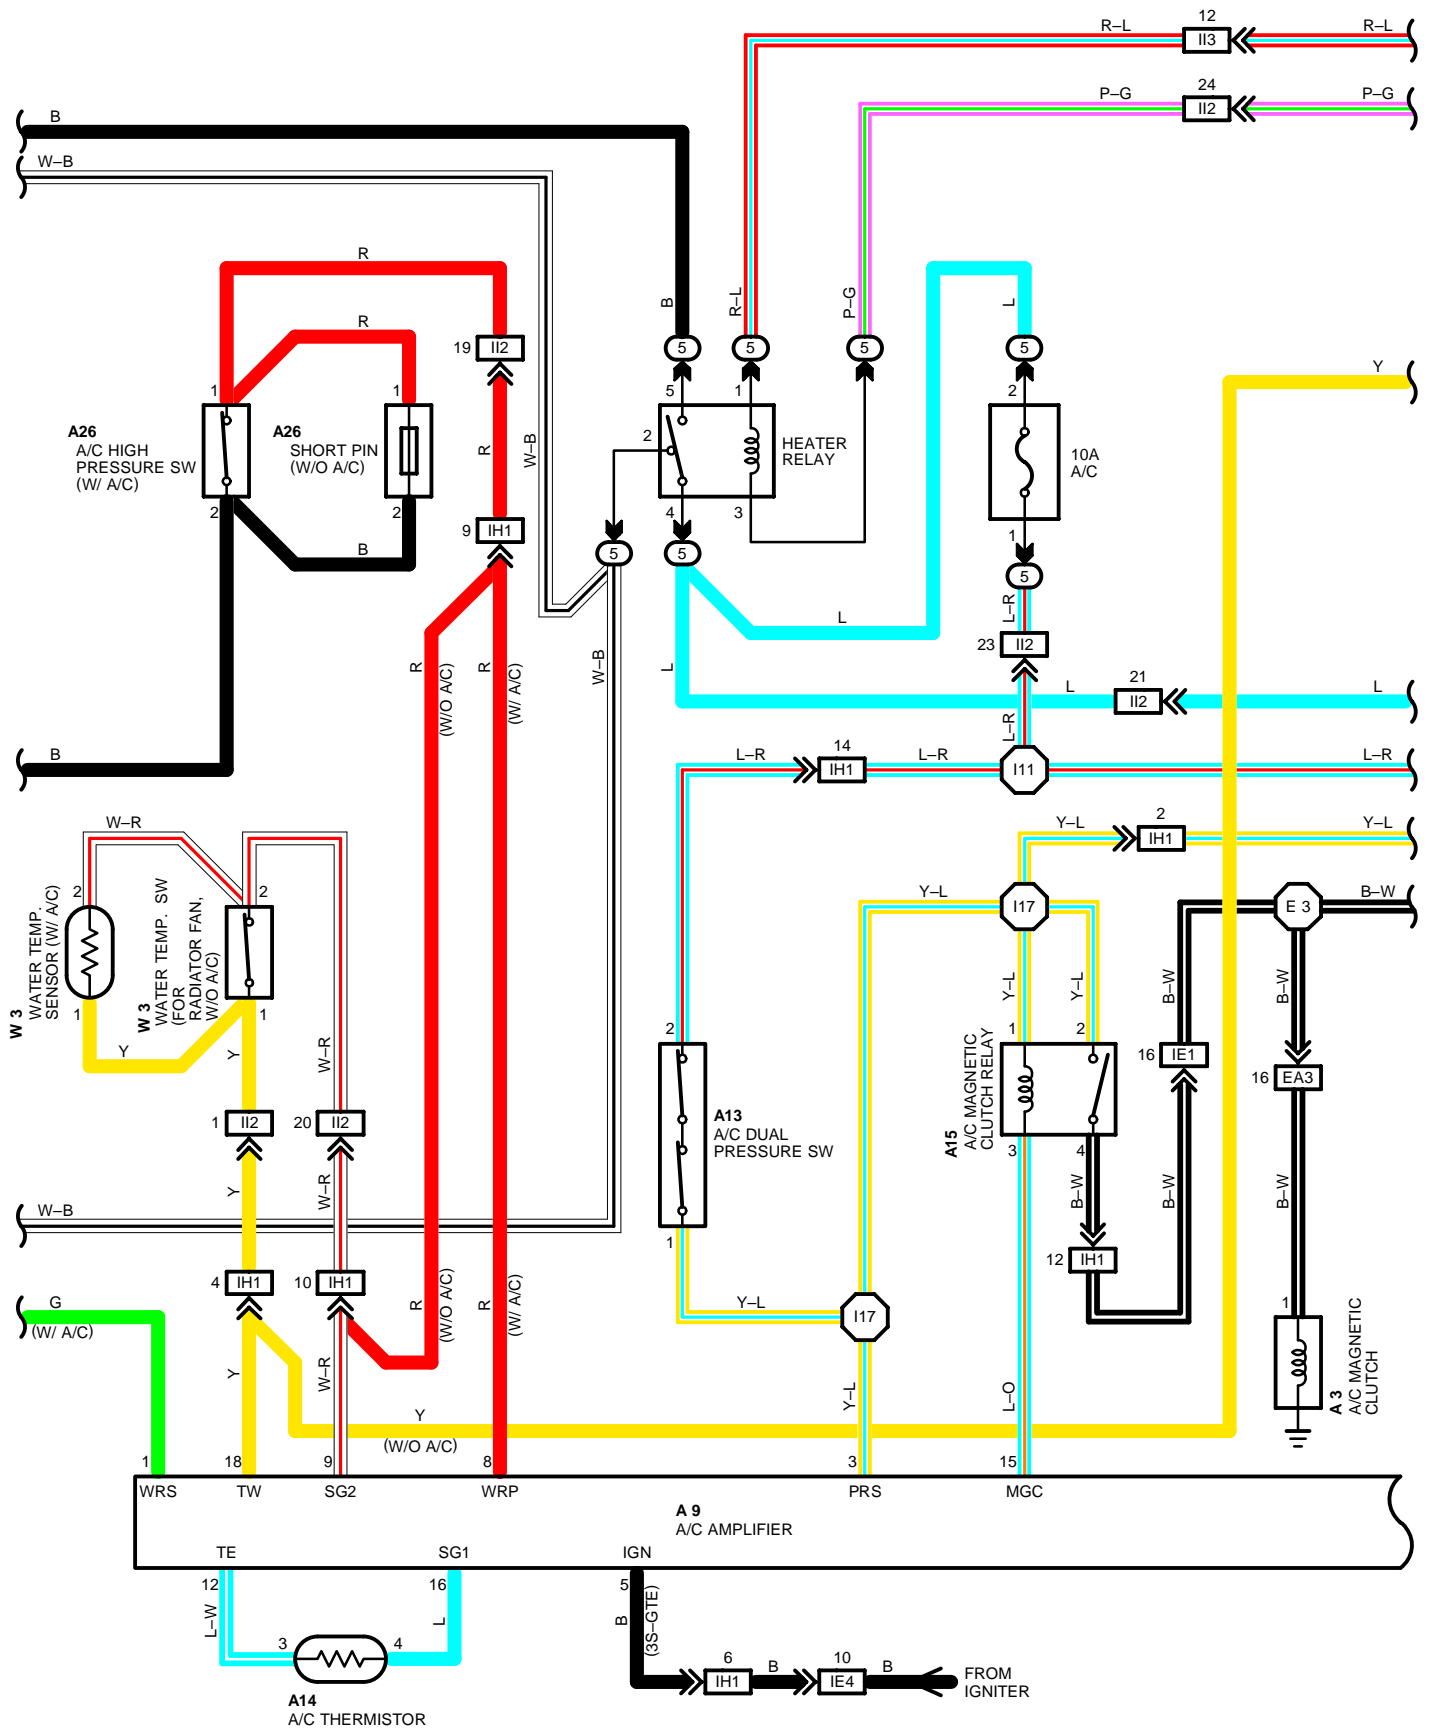 12
R–L
II3
R–L
24
P–G
II2
P–G
B
W–B
R
R
B
R–L
P–G
L
19
II2
5
5
5
5
Y
1
1
5
1
2
A26
A/C HIGH
PRESSURE SW
(W/ A/C)
A26
SHORT PIN
(W/O A/C)
R
W–B
2
HEATER
RELAY
10A
A/C
2
2
4
3
1
9
IH1
B
5
5
5
L–R
L
23
II2
R
(W/O A/C)
R
(W/ A/C)
W–B
L
L
21
II2
L
L–R
B
L–R
14
IH1
L–R
I11
L–R
W–R
Y–L
2
IH1
Y–L
2
2
Y–L
I17
E 3
B–W
W 3
WATER TEMP.
SENSOR (W/ A/C)
W 3
WATER TEMP. SW
(FOR
RADIATOR FAN,
W/O A/C)
1
1
Y
Y
W–R
Y–L
Y–L
B–W
B–W
2
1
2
16
IE1
16
EA3
A13
A/C DUAL
PRESSURE SW
A15
A/C MAGNETIC
CLUTCH RELAY
1
II2
20
II2
3
4
Y
W–R
B–W
B–W
B–W
W–B
1
12
IH1
4
IH1
10
IH1
G
(W/ A/C)
R
(W/O A/C)
R
(W/ A/C)
Y–L
I17
1
A 3
A/C MAGNETIC
CLUTCH
Y
W–R
Y
(W/O A/C)
Y–L
L–O
1
18
9
8
3
15
WRS
TW
SG2
WRP
PRS
MGC
A 9
A/C AMPLIFIER
TE
SG1
IGN
12
16
5
L–W
L
B
(3S–GTE)
3
4
6
IH1
B
10
IE4
B
FROM
IGNITER
A14
A/C THERMISTOR